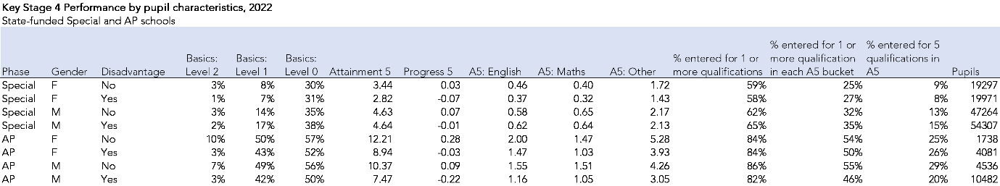 Key Stage 4 Performance by pupil characteristics, 2022
State-funded Special and AP schools
% entered for 1 or % entered for 5
Basics: Basics: Basics: % entered for 1 or more qualification qualifications in
Phase Gender Disadvantage Level 2 Level 1 Level 0 Attainment 5 Progress 5 A5: English A5: Maths A5: Other more qualifications in each A5 bucket A5 Pupils
Special F No 3% 8% 30% 3.44 0.03 0.46 0.40 1.72 59% 25% 9% 19297
Special F Yes 1% 7% 31% 2.82 -0.07 0.37 0.32 1.43 58% 27% 8% 19971
Special M No 3% 14% 35% 4.63 0.07 0.58 0.65 2.17 62% 32% 13% 47264
Special M Yes 2% 17% 38% 4.64 -0.01 0.62 0.64 2.13 65% 35% 15% 54307
AP F No 10% 50% 57% 12.21 0.28 2.00 1.47 5.28 84% 54% 25% 1738
AP F Yes 3% 43% 52% 8.94 -0.03 1.47 1.03 3.93 84% 50% 26% 4081
AP M No 7% 49% 56% 10.37 0.09 1.55 1.51 4.26 86% 55% 29% 4536
AP M Yes 3% 42% 50% 7.47 -0.22 1.16 1.05 3.05 82% 46% 20% 10482